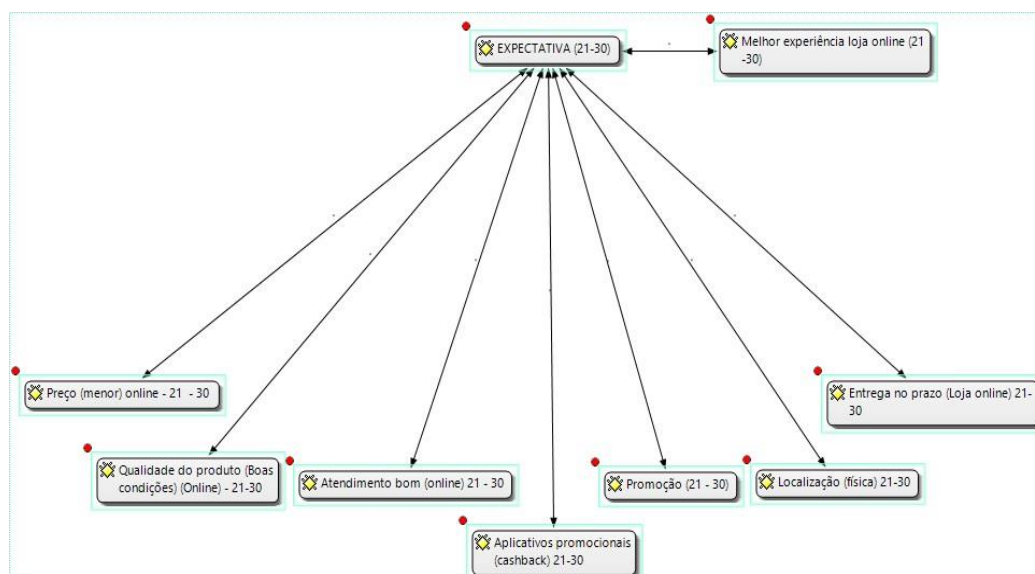 EXPECTATIVA (21-30)
Melhor experiência loja online (21
-30)
Preço (menor) online - 21 - 30
Entrega no prazo (Loja online) 21-
30
Qualidade do produto (Boas
condições) (Online) - 21-30
Atendimento bom (online) 21 - 30
Promoção (21 - 30)
Localização (física) 21-30
Aplicativos promocionais
(cashback) 21-30